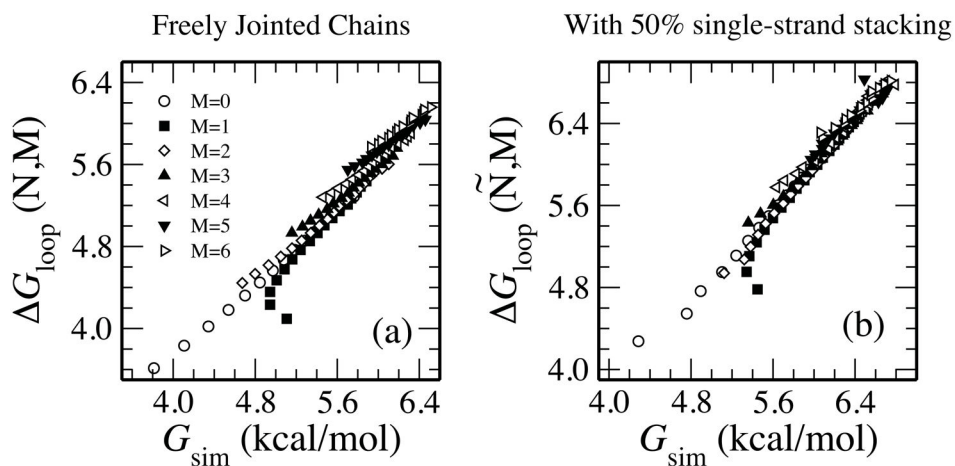 Freely Jointed Chains
With 50% single-strand stacking
ΔG_loop (N,M)
6.4
5.6
4.8
4.0
M=0
M=1
M=2
M=3
M=4
M=5
M=6
(a)
4.0 4.8 5.6 6.4
G_sim (kcal/mol)
ΔG_loop (Ñ,M)
6.4
5.6
4.8
4.0
(b)
4.0 4.8 5.6 6.4
G_sim (kcal/mol)